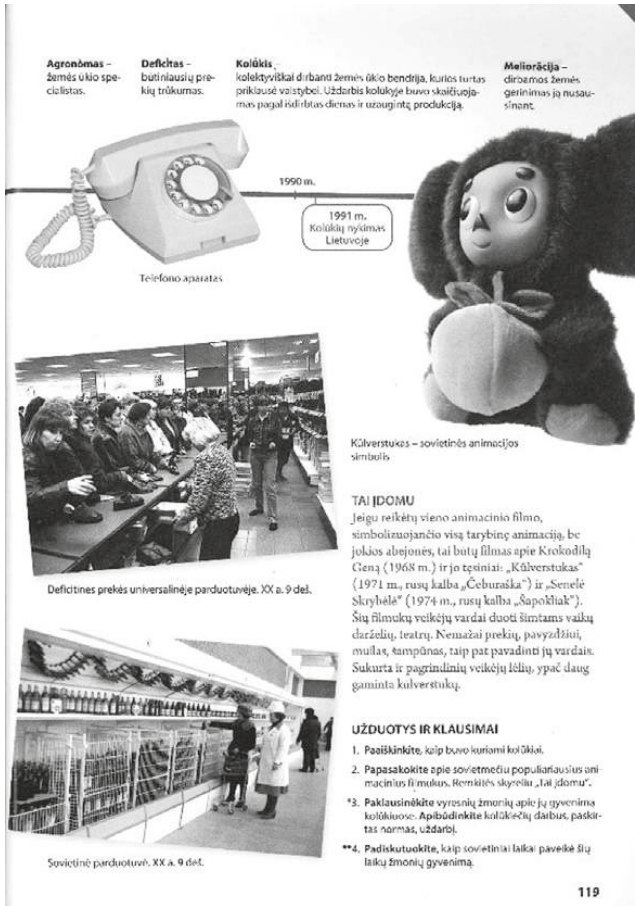 Agronòmas –
žemės ūkio spe-
cialistas.
Dèficitas –
būtiniausių pre-
kių trūkumas.
Kolū̃kis –
kolektyviškai dirbanti žemės ūkio bendrija, kurios turtas
priklausė valstybei. Uždarbis kolūkyje buvo skaičiuoja-
mas pagal išdirbtas dienas ir užaugintą produkciją.
Meliorãcija –
dirbamos žemės
gerinimas ją nusau-
sinant.
1990 m.
1991 m.
Kolūkių nykimas
Lietuvoje
Telefono aparatas
Kūlverstukas – sovietinės animacijos
simbolis
Deficitinės prekės universalinėje parduotuvėje. XX a. 9 deš.
TAI ĮDOMU
Jeigu reikėtų vieno animacinio filmo,
simbolizuojančio visą tarybinę animaciją, be
jokios abejonės, tai būtų filmas apie Krokodilą
Geną (1968 m.) ir jo tęsiniai: „Kūlverstukas"
(1971 m., rusų kalba „Čeburaška") ir „Senelė
Skrybėlė" (1974 m., rusų kalba „Šapokliak").
Šių filmukų veikėjų vardai duoti šimtams vaikų
darželių, teatrų. Nemažai prekių, pavyzdžiui,
muilas, šampūnas, taip pat pavadinti jų vardais.
Sukurta ir pagrindinių veikėjų lėlių, ypač daug
gaminta kulverstukų.
Sovietinė parduotuvė. XX a. 9 deš.
UŽDUOTYS IR KLAUSIMAI
1. Paaiškinkite, kaip buvo kuriami kolūkiai.
2. Papasakokite apie sovietmečiu populiariausius ani-
macinius filmukus. Remkitės skyreliu „Tai įdomu".
*3. Paklausinėkite vyresnių žmonių apie jų gyvenimą
kolūkiuose. Apibūdinkite kolūkiečių darbus, paskir-
tas normas, uždarbį.
**4. Padiskutuokite, kaip sovietiniai laikai paveikė šių
laikų žmonių gyvenimą.
119